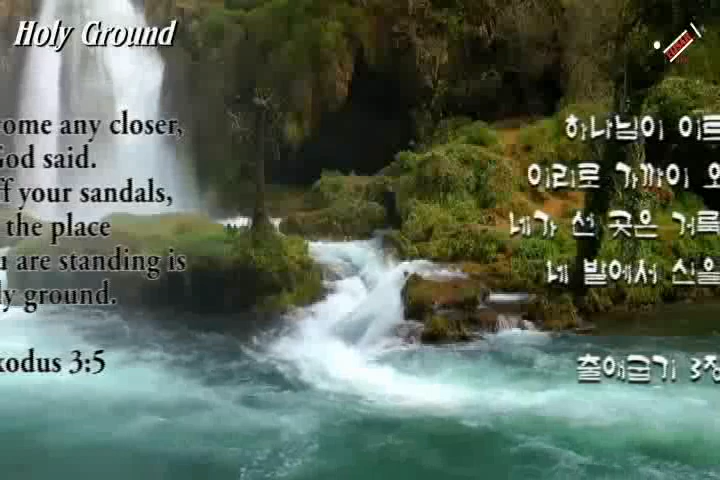 Holy Ground
come any closer,
God said.
ff your sandals,
the place
u are standing is
ly ground.
xodus 3:5
하나님이 이르
이리로 가까이 오
네가 선 곳은 거룩
네 발에서 신을
출애굽기 3장